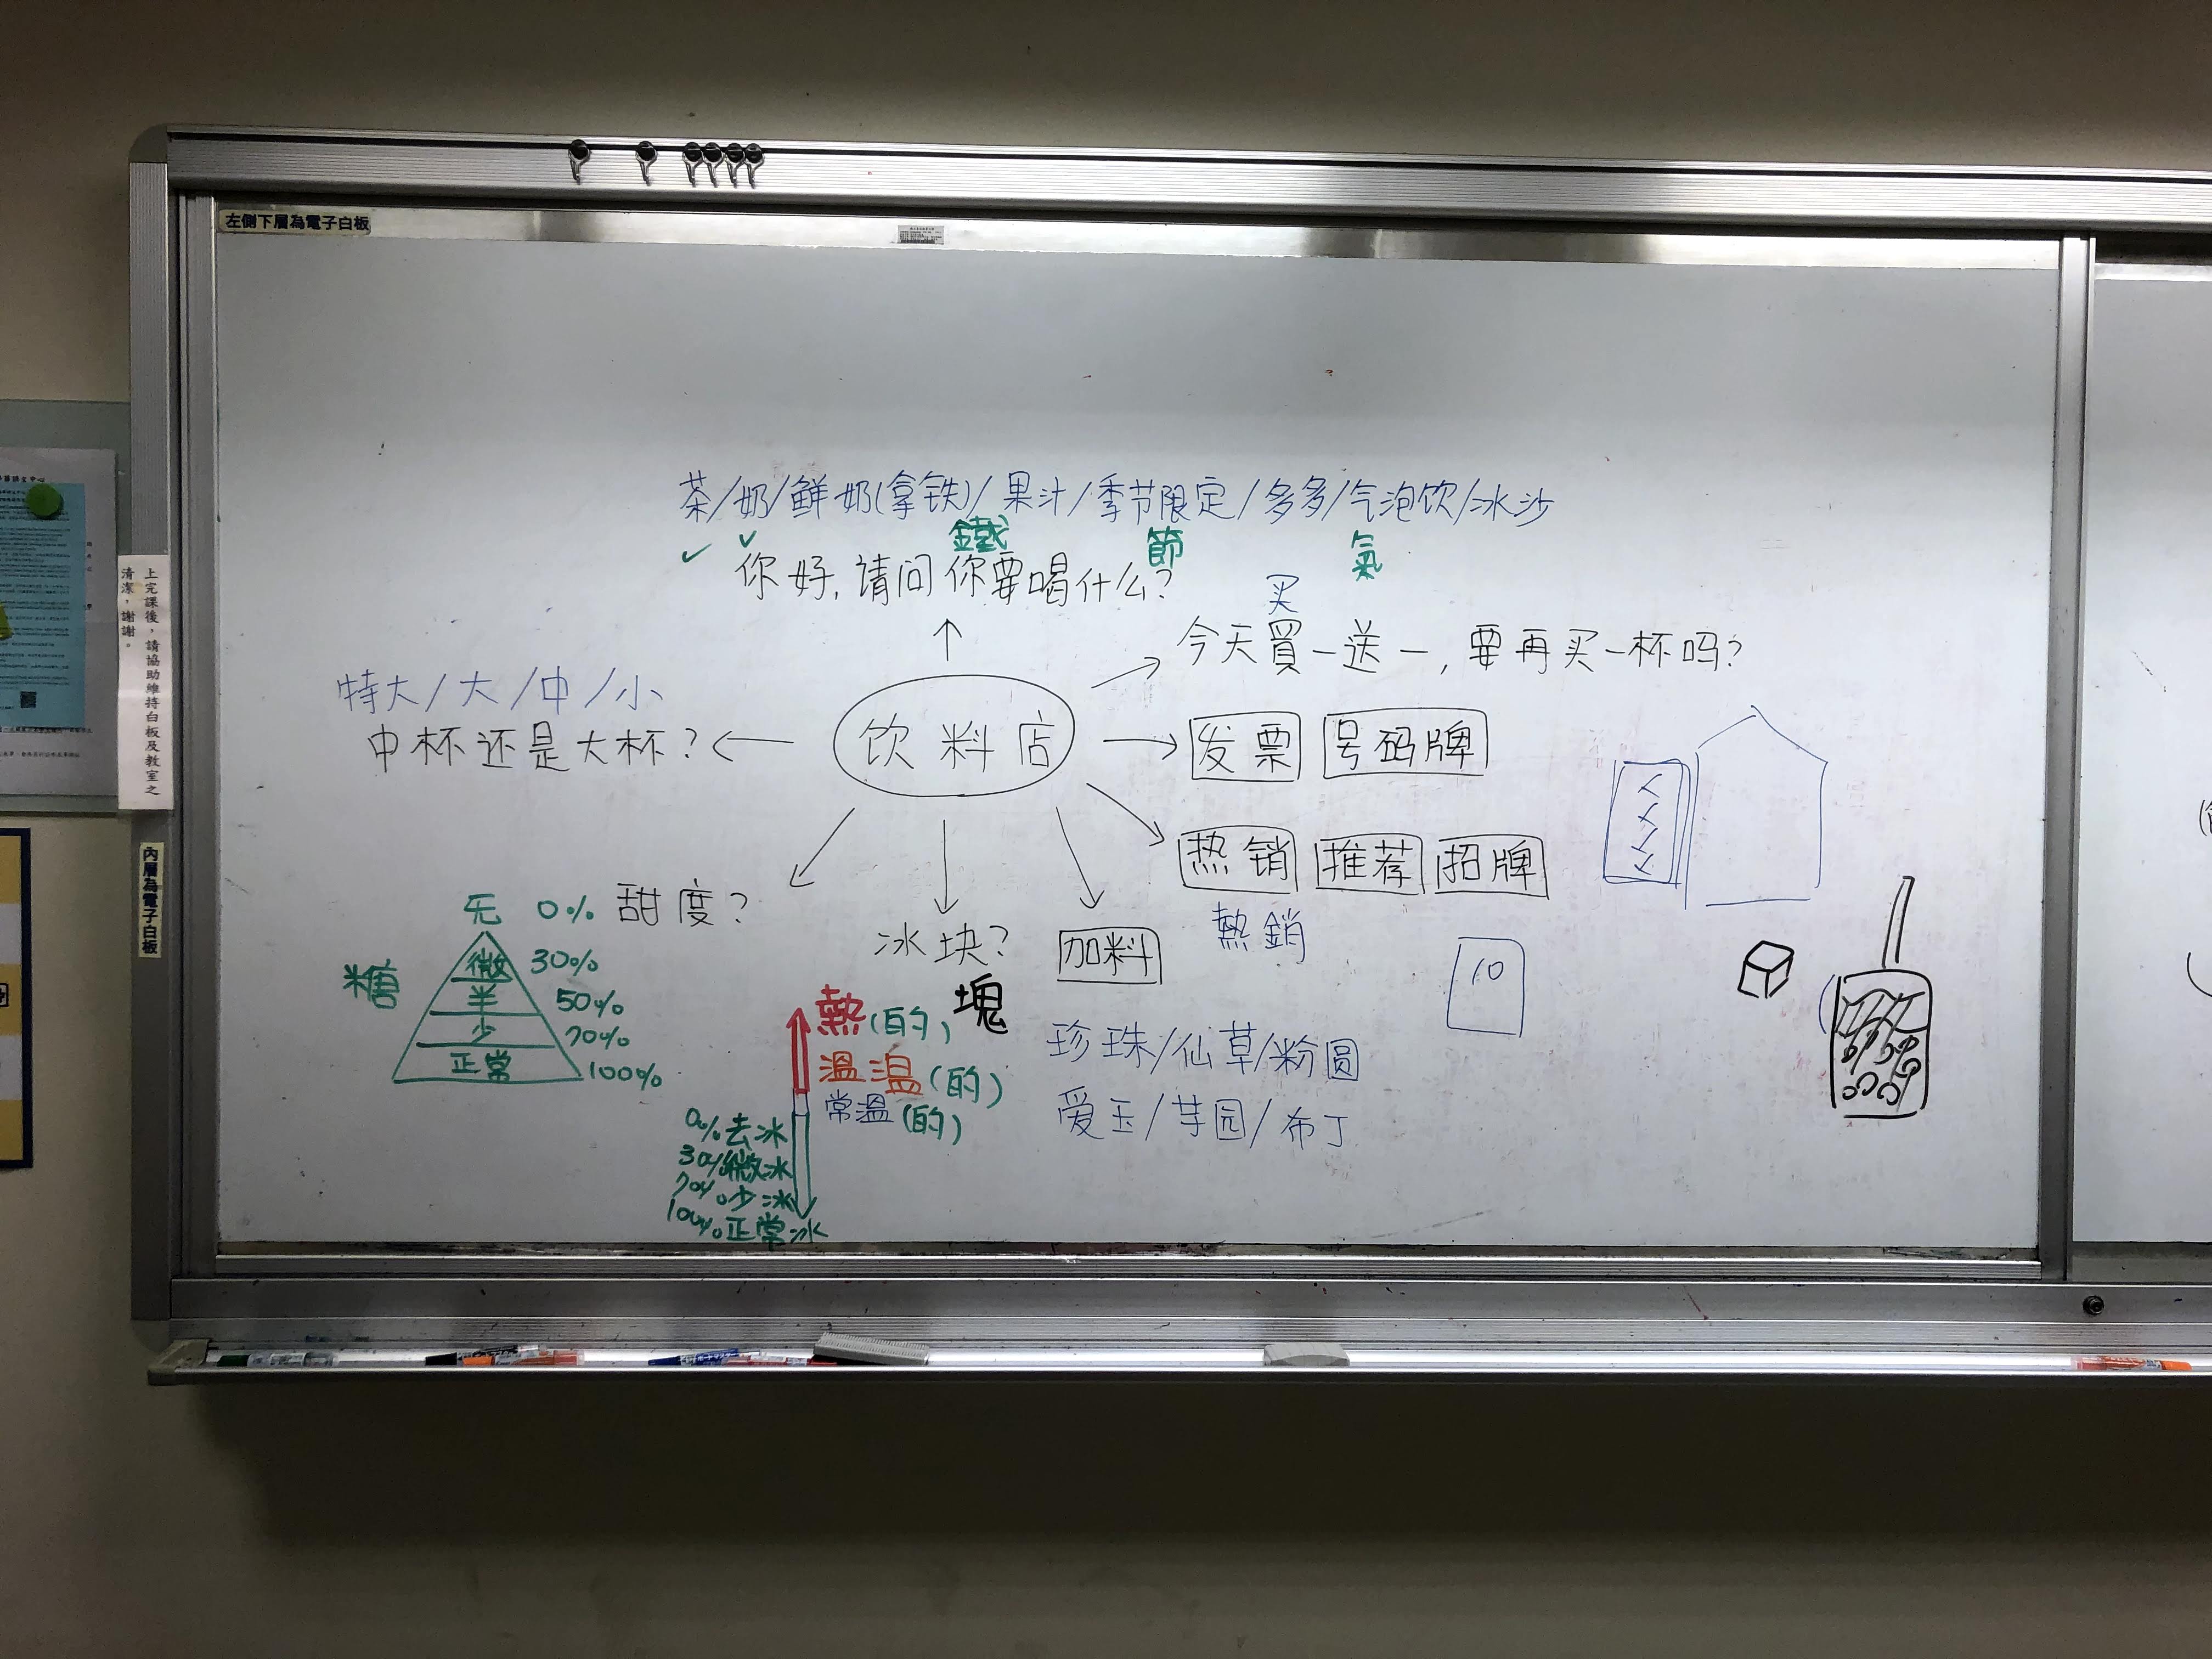 左側下層為電子白板
茶/奶/鲜奶(拿铁)/果汁/季节限定/多多/气泡饮/冰沙
鐵 節 氣
你好,请问你要喝什么?
买
今天買一送一,要再买一杯吗?
特大/大/中/小
中杯还是大杯?
饮料店
发票 号码牌
热销 推荐 招牌
熱銷
甜度?
无 0%
糖
微 30%
半 50%
少 70%
正常 100%
冰块?
塊
加料
10
熱(的)
溫温(的)
常溫(的)
0%去冰
30%微冰
70%少冰
100%正常冰
珍珠/仙草/粉圓
爱玉/芋园/布丁
上完課後,請協助維持白板及教室之
清潔,謝謝。
內層為電子白板